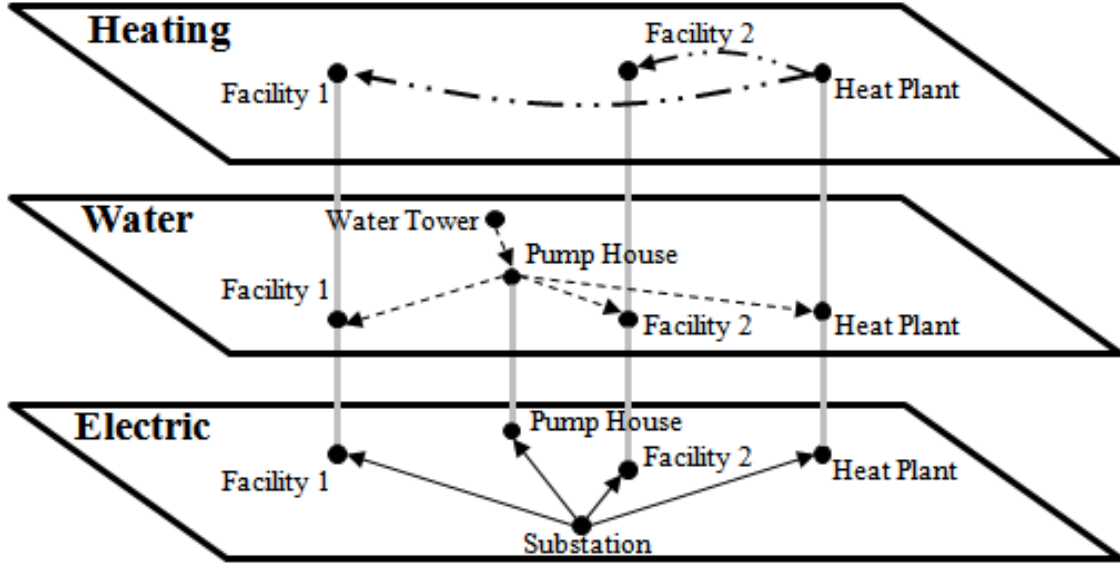 Heating
Facility 2
Facility 1
Heat Plant
Water
Water Tower
Pump House
Facility 1
Facility 2
Heat Plant
Electric
Pump House
Facility 2
Facility 1
Heat Plant
Substation